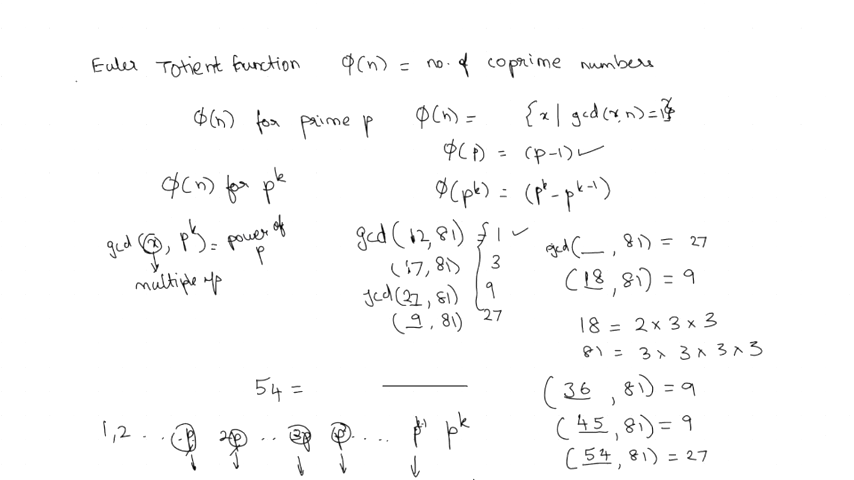 Euler Totient function φ(n) = no. of coprime numbers
φ(n) for prime p φ(n) = {x | gcd(x,n)=1}
φ(p) = (p-1) ✓
φ(n) for p^k φ(p^k) = (p^k - p^(k-1))
gcd(x, p^k) = power of p
multiple of p
gcd(12, 81) = { 1 ✓
(17, 81) 3
gcd(27, 81) 9
(9, 81) 27
gcd(__, 81) = 27
(18, 81) = 9
18 = 2 x 3 x 3
81 = 3 x 3 x 3 x 3
54 =
(36, 81) = 9
(45, 81) = 9
(54, 81) = 27
1, 2 ... p 2p ... 3p p² .... p^(k-1) p^k